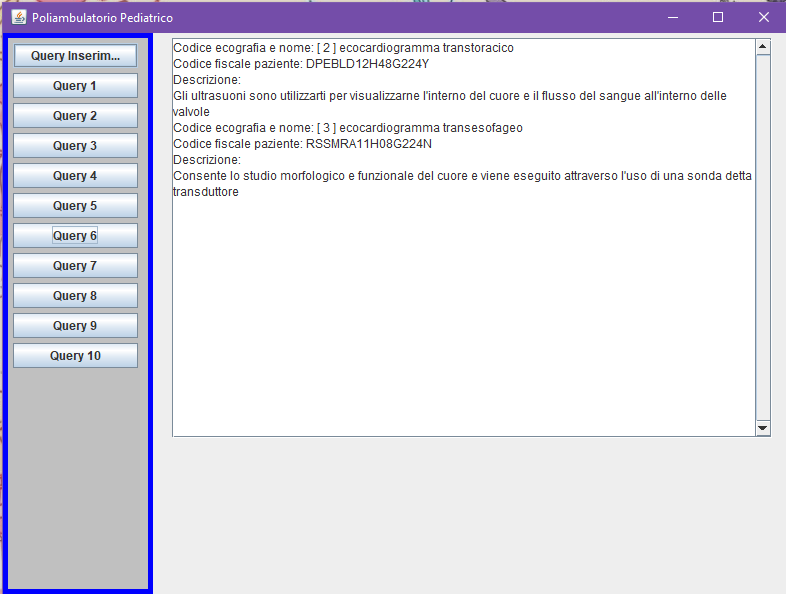 Poliambulatorio Pediatrico
Query Inserim...
Query 1
Query 2
Query 3
Query 4
Query 5
Query 6
Query 7
Query 8
Query 9
Query 10
Codice ecografia e nome: [ 2 ] ecocardiogramma transtoracico
Codice fiscale paziente: DPEBLD12H48G224Y
Descrizione:
Gli ultrasuoni sono utilizzarti per visualizzarne l'interno del cuore e il flusso del sangue all'interno delle
valvole
Codice ecografia e nome: [ 3 ] ecocardiogramma transesofageo
Codice fiscale paziente: RSSMRA11H08G224N
Descrizione:
Consente lo studio morfologico e funzionale del cuore e viene eseguito attraverso l'uso di una sonda detta
transduttore